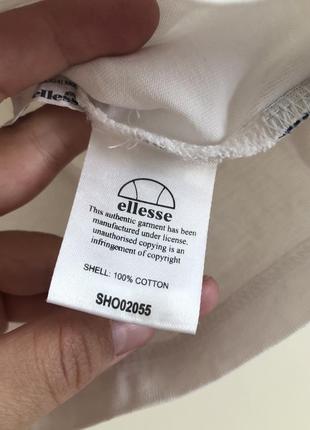 ellesse
ellesse
This authentic garment has been
manufactured under license.
unauthorised copying is an
infringement of copyright
SHELL: 100% COTTON
SHO02055